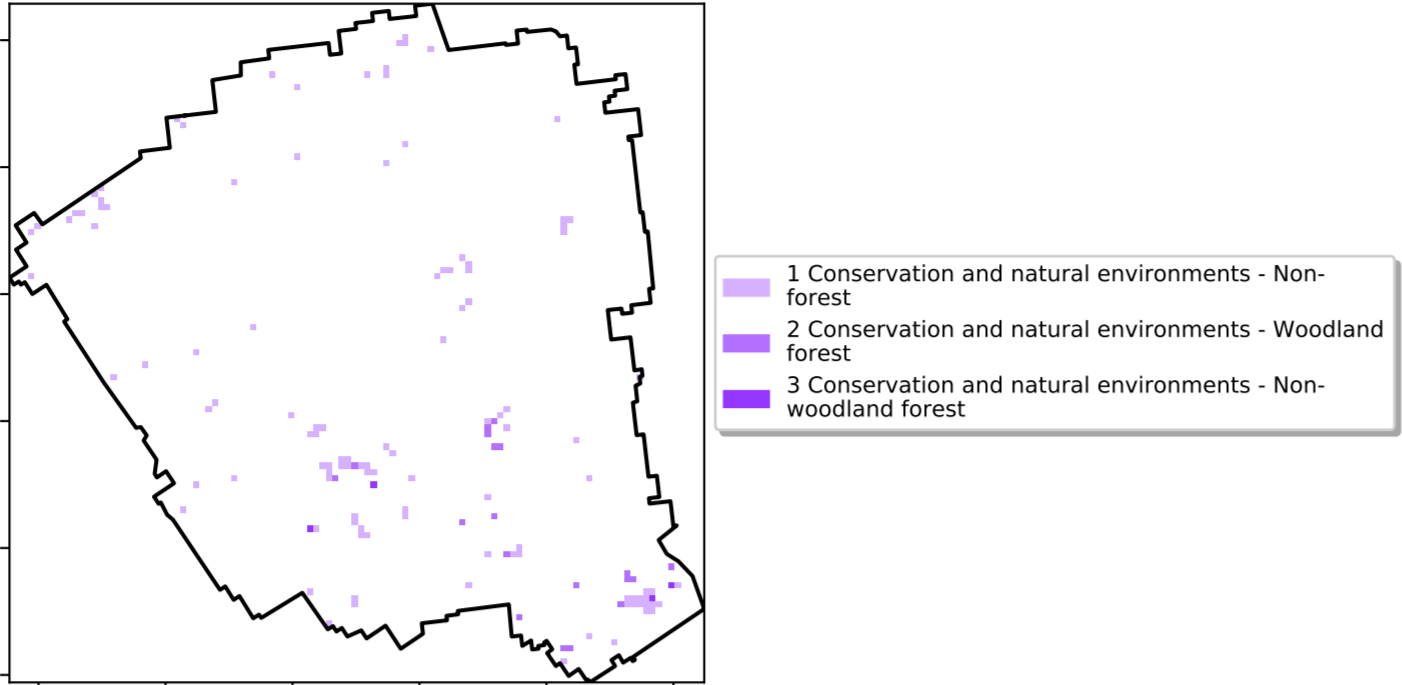 1 Conservation and natural environments - Non-
forest
2 Conservation and natural environments - Woodland
forest
3 Conservation and natural environments - Non-
woodland forest